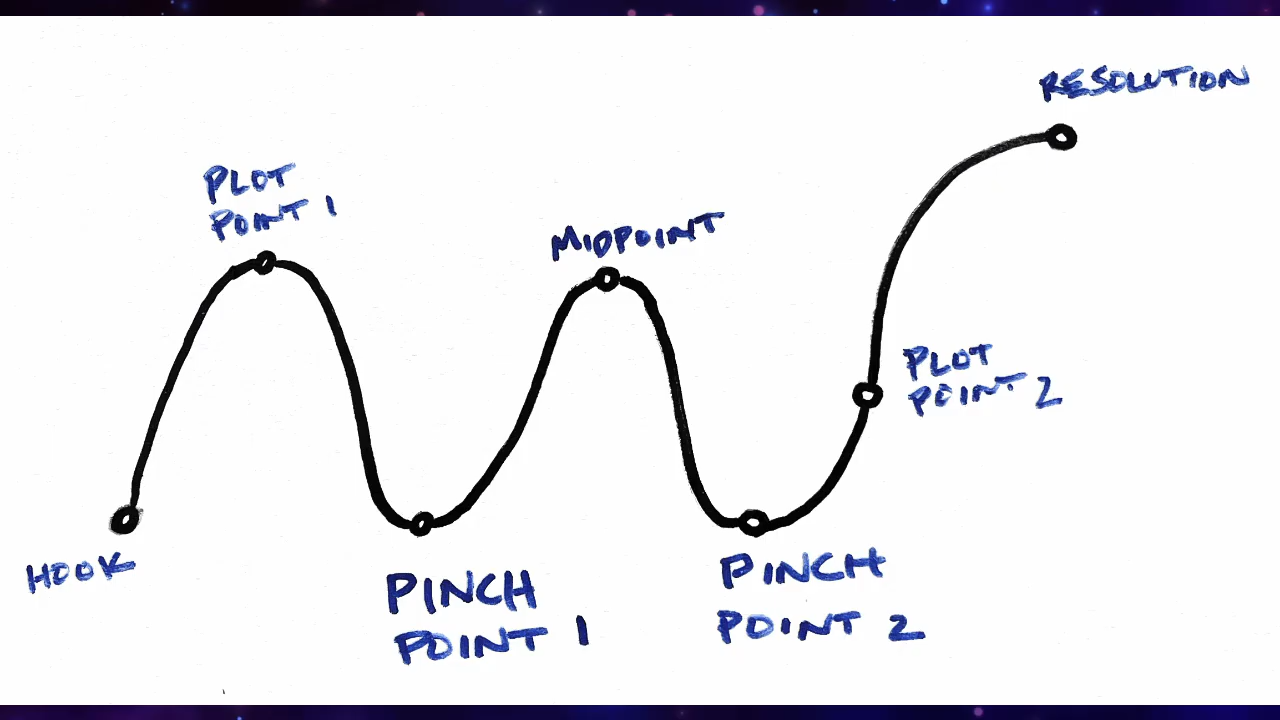 HOOK
PLOT
POINT 1
PINCH
POINT 1
MIDPOINT
PINCH
POINT 2
PLOT
POINT 2
RESOLUTION